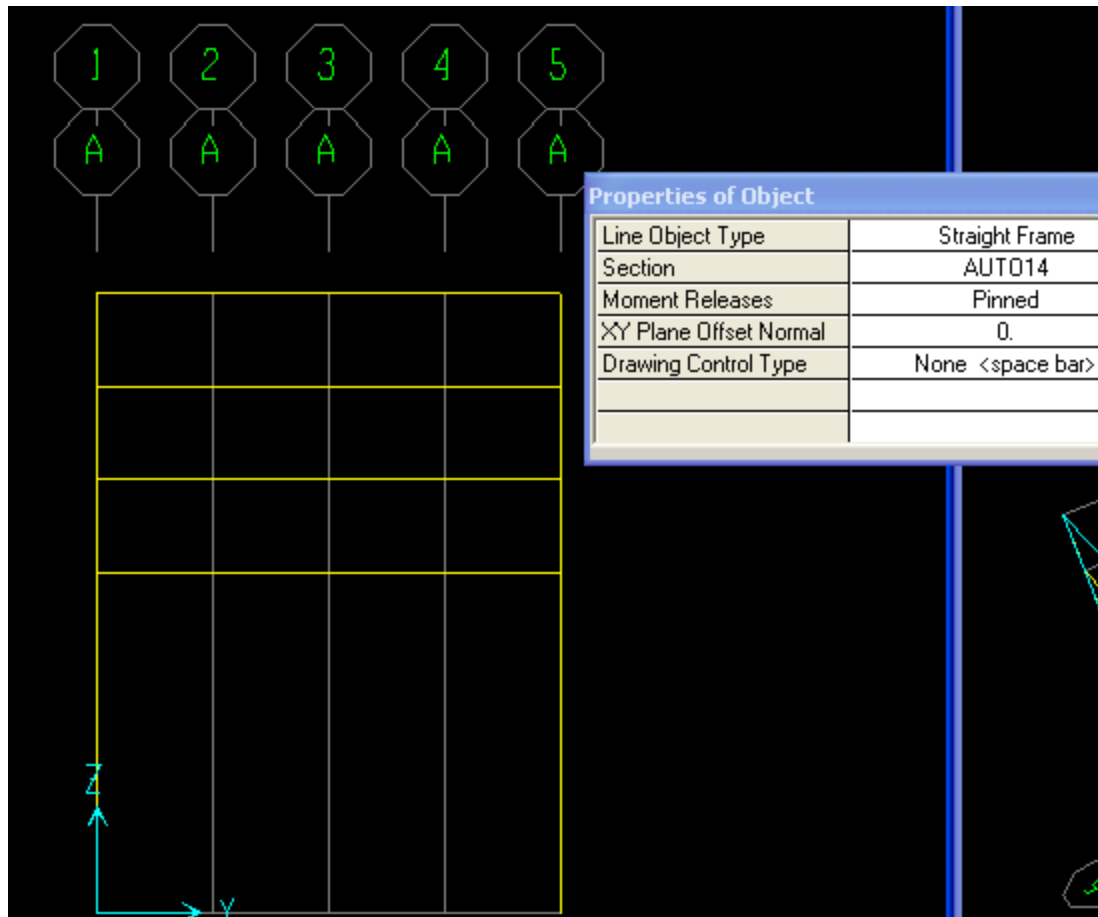 1 2 3 4 5
A A A A A
Properties of Object
Line Object Type Straight Frame
Section AUTO14
Moment Releases Pinned
XY Plane Offset Normal 0.
Drawing Control Type None <space bar>
Z
Y